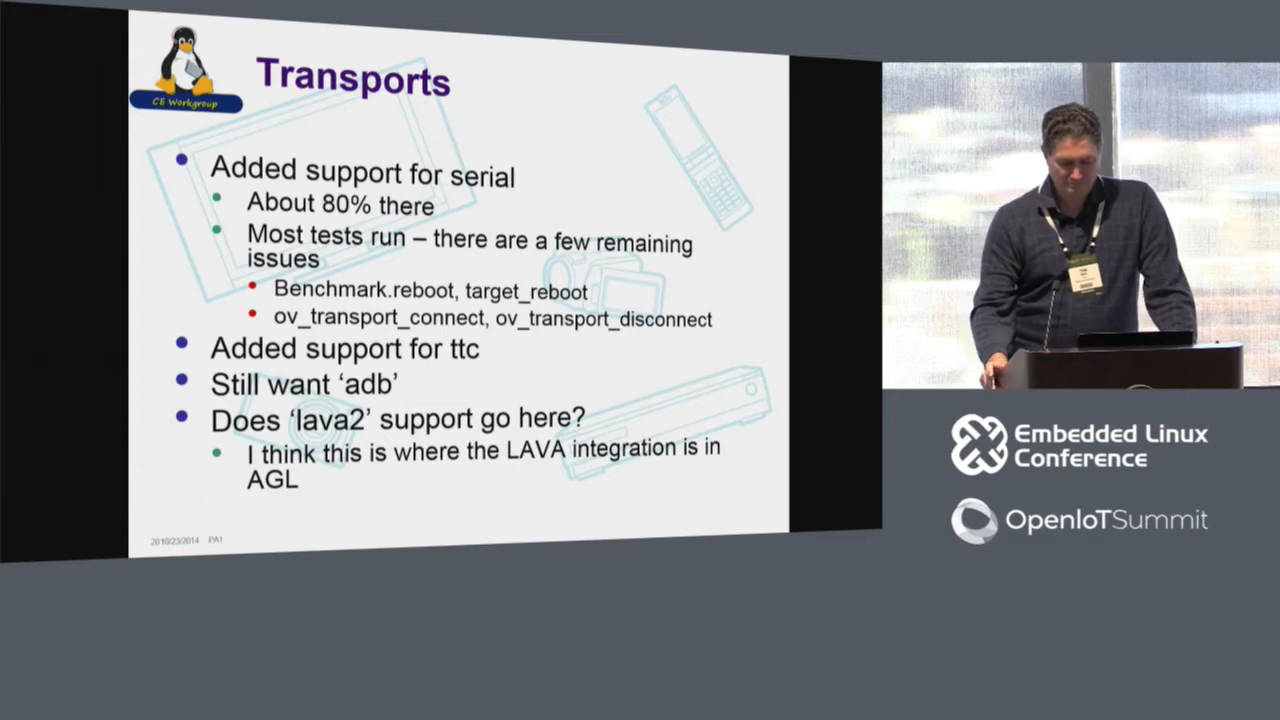 CE Workgroup
Transports
Added support for serial
About 80% there
Most tests run – there are a few remaining
issues
Benchmark.reboot, target_reboot
ov_transport_connect, ov_transport_disconnect
Added support for ttc
Still want ‘adb’
Does ‘lava2’ support go here?
I think this is where the LAVA integration is in
AGL
PA1
Embedded Linux
Conference
OpenIoTSummit